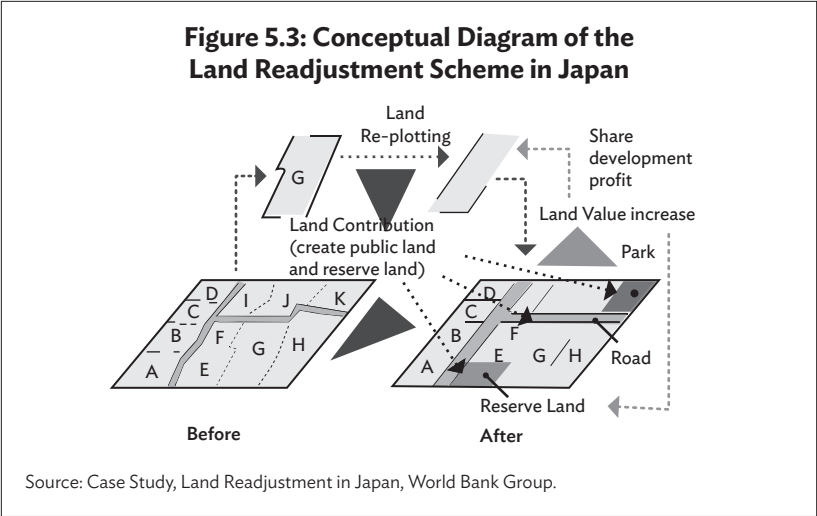 Figure 5.3: Conceptual Diagram of the
Land Readjustment Scheme in Japan
Land
Re-plotting
Share
development
profit
G
Land Contribution
(create public land
and reserve land)
Land Value increase
Park
D
I
J
K
C
B
F
G
H
A
E
D
C
B
F
A
E
G
H
Road
Reserve Land
Before
After
Source: Case Study, Land Readjustment in Japan, World Bank Group.